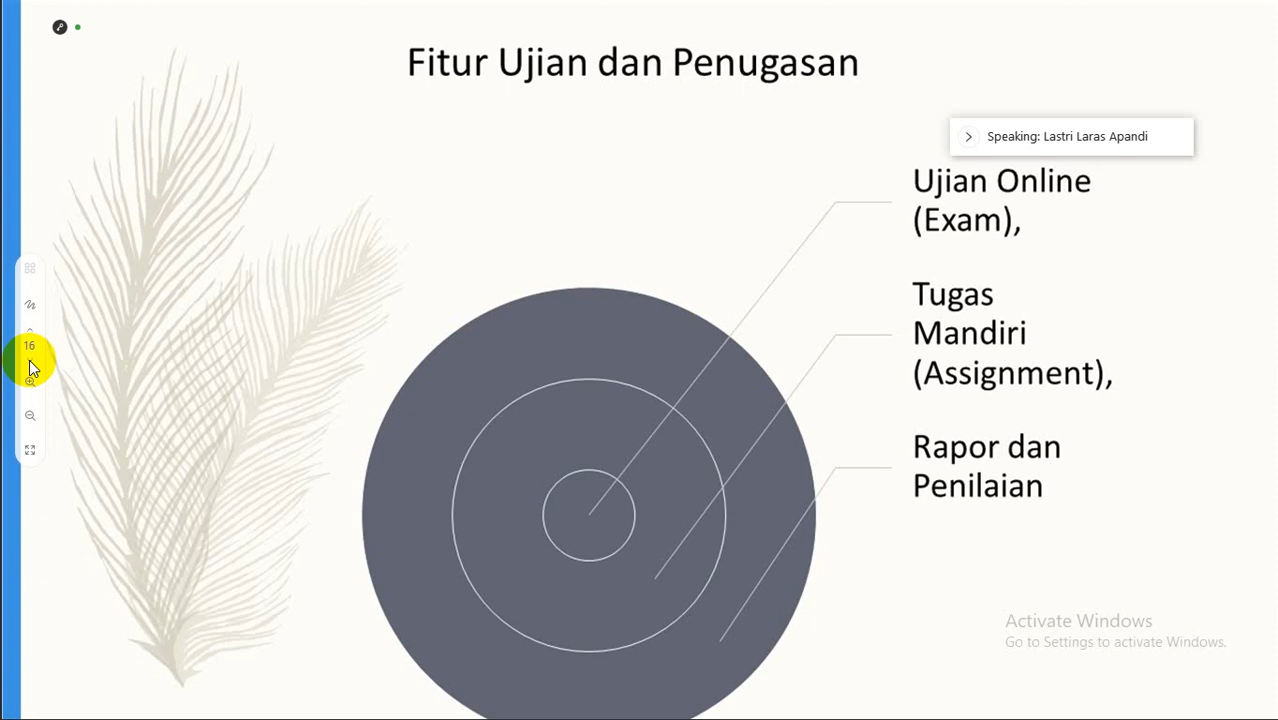 Fitur Ujian dan Penugasan
Speaking: Lastri Laras Apandi
Ujian Online
(Exam),
Tugas
Mandiri
(Assignment),
Rapor dan
Penilaian
16
Activate Windows
Go to Settings to activate Windows.